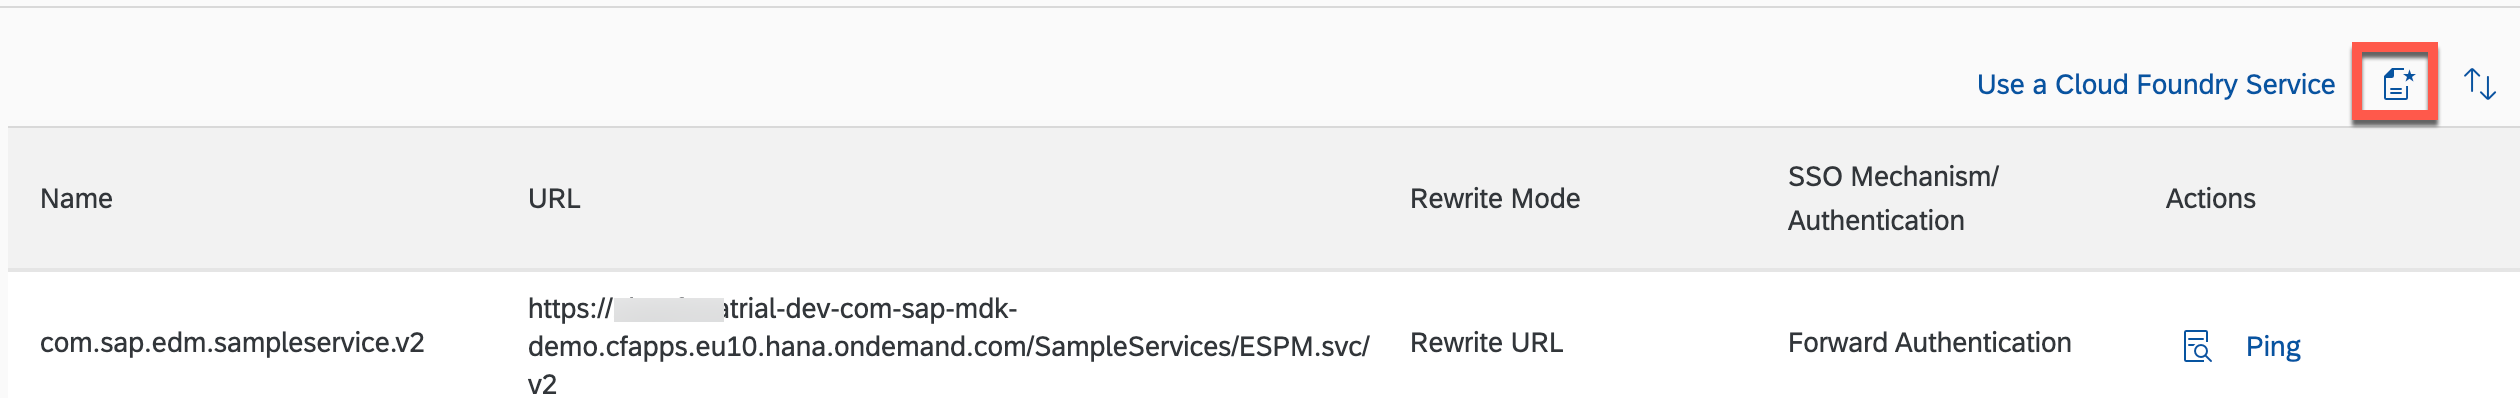 Use a Cloud Foundry Service
Name
URL
Rewrite Mode
SSO Mechanism/
Authentication
Actions
com.sap.edm.sampleservice.v2
https:// trial-dev-com-sap-mdk-
demo.cfapps.eu10.hana.ondemand.com/SampleServices/ESPM.svc/
v2
Rewrite URL
Forward Authentication
Ping